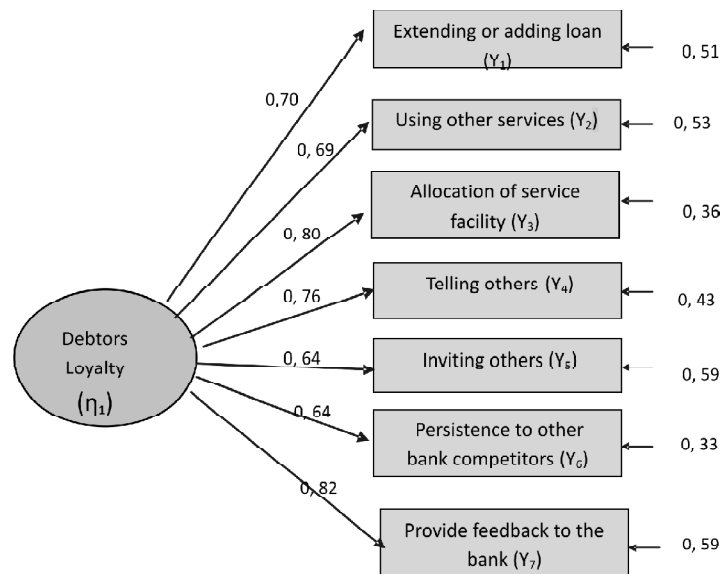 Extending or adding loan
(Y₁)
0,70
0, 51
Using other services (Y₂)
0, 69
0, 53
Allocation of service
facility (Y₃)
0, 80
0, 36
Telling others (Y₄)
0, 76
0, 43
Debtors
Loyalty
(η₁)
Inviting others (Y₅)
0, 64
0, 59
Persistence to other
bank competitors (Y₆)
0, 64
0, 33
Provide feedback to the
bank (Y₇)
0, 82
0, 59